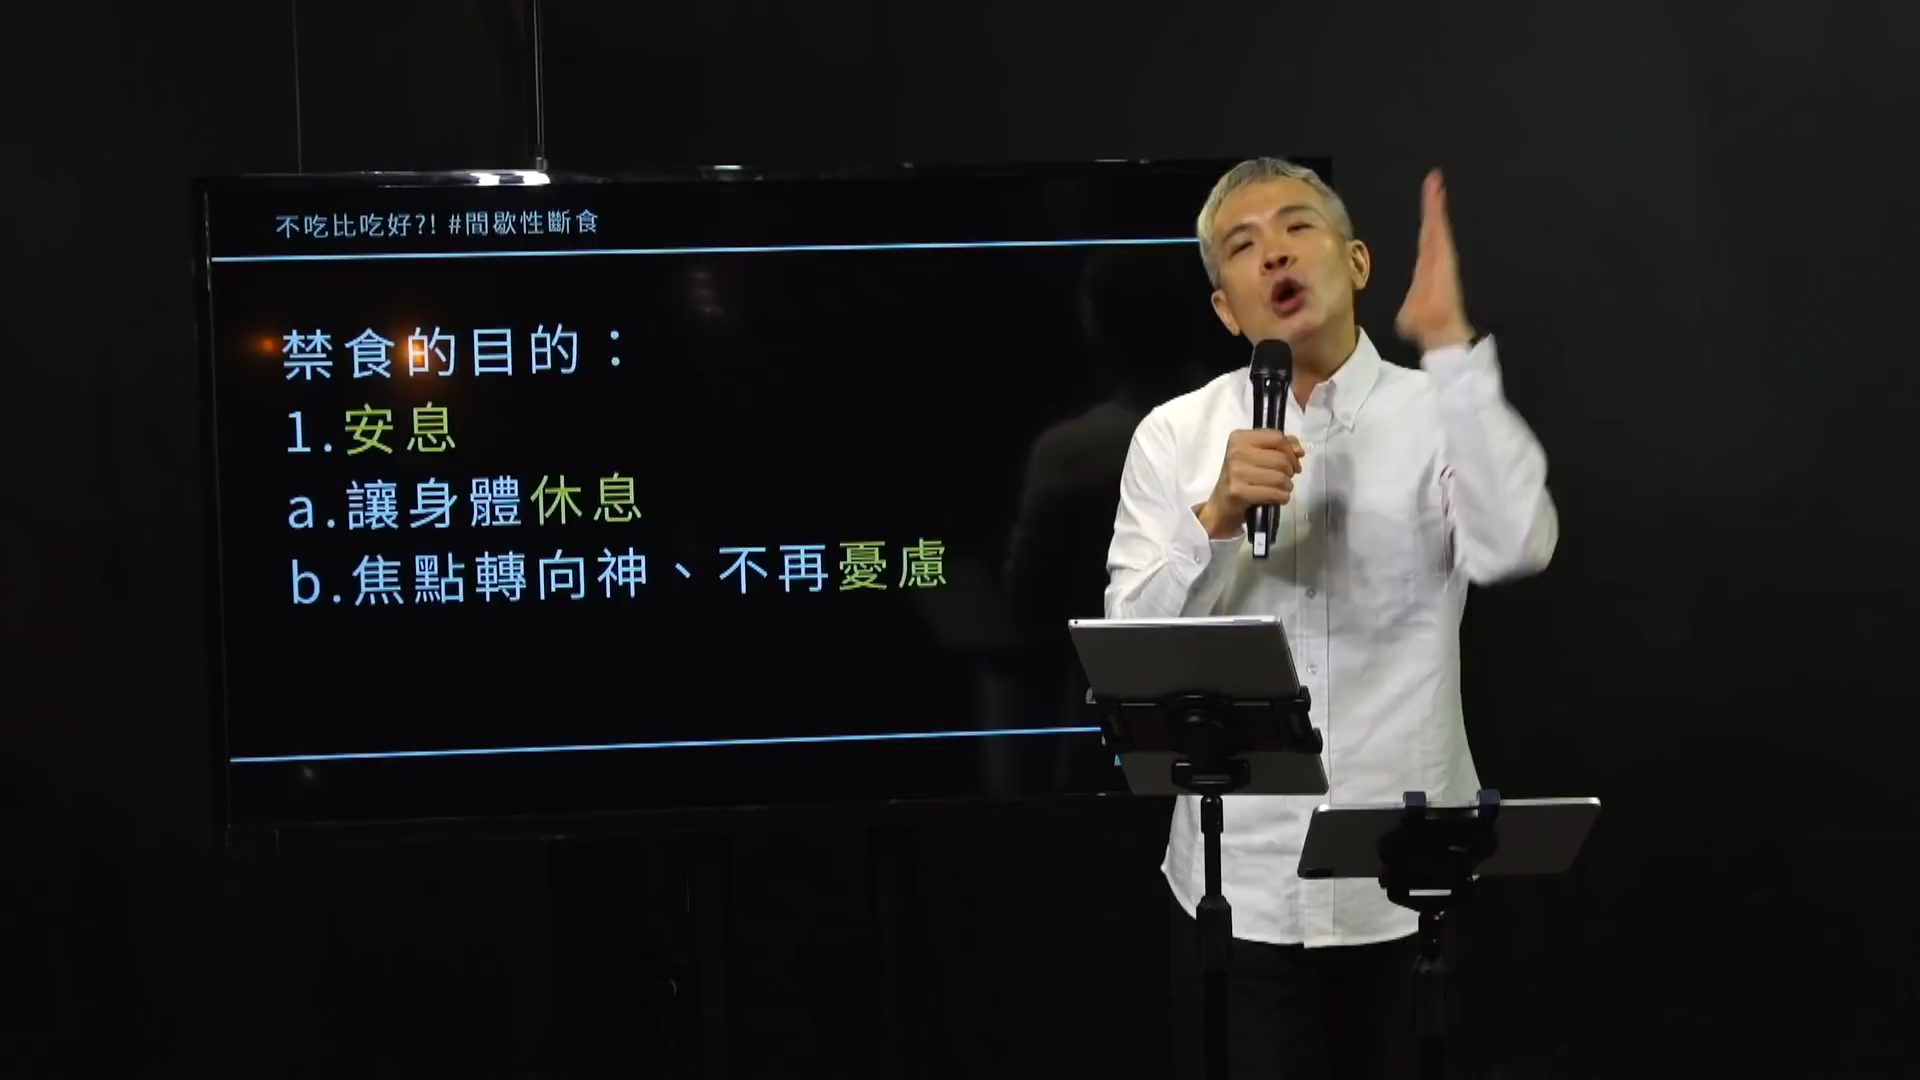 不吃比吃好?! #間歇性斷食
禁食的目的：
1.安息
a.讓身體休息
b.焦點轉向神、不再憂慮